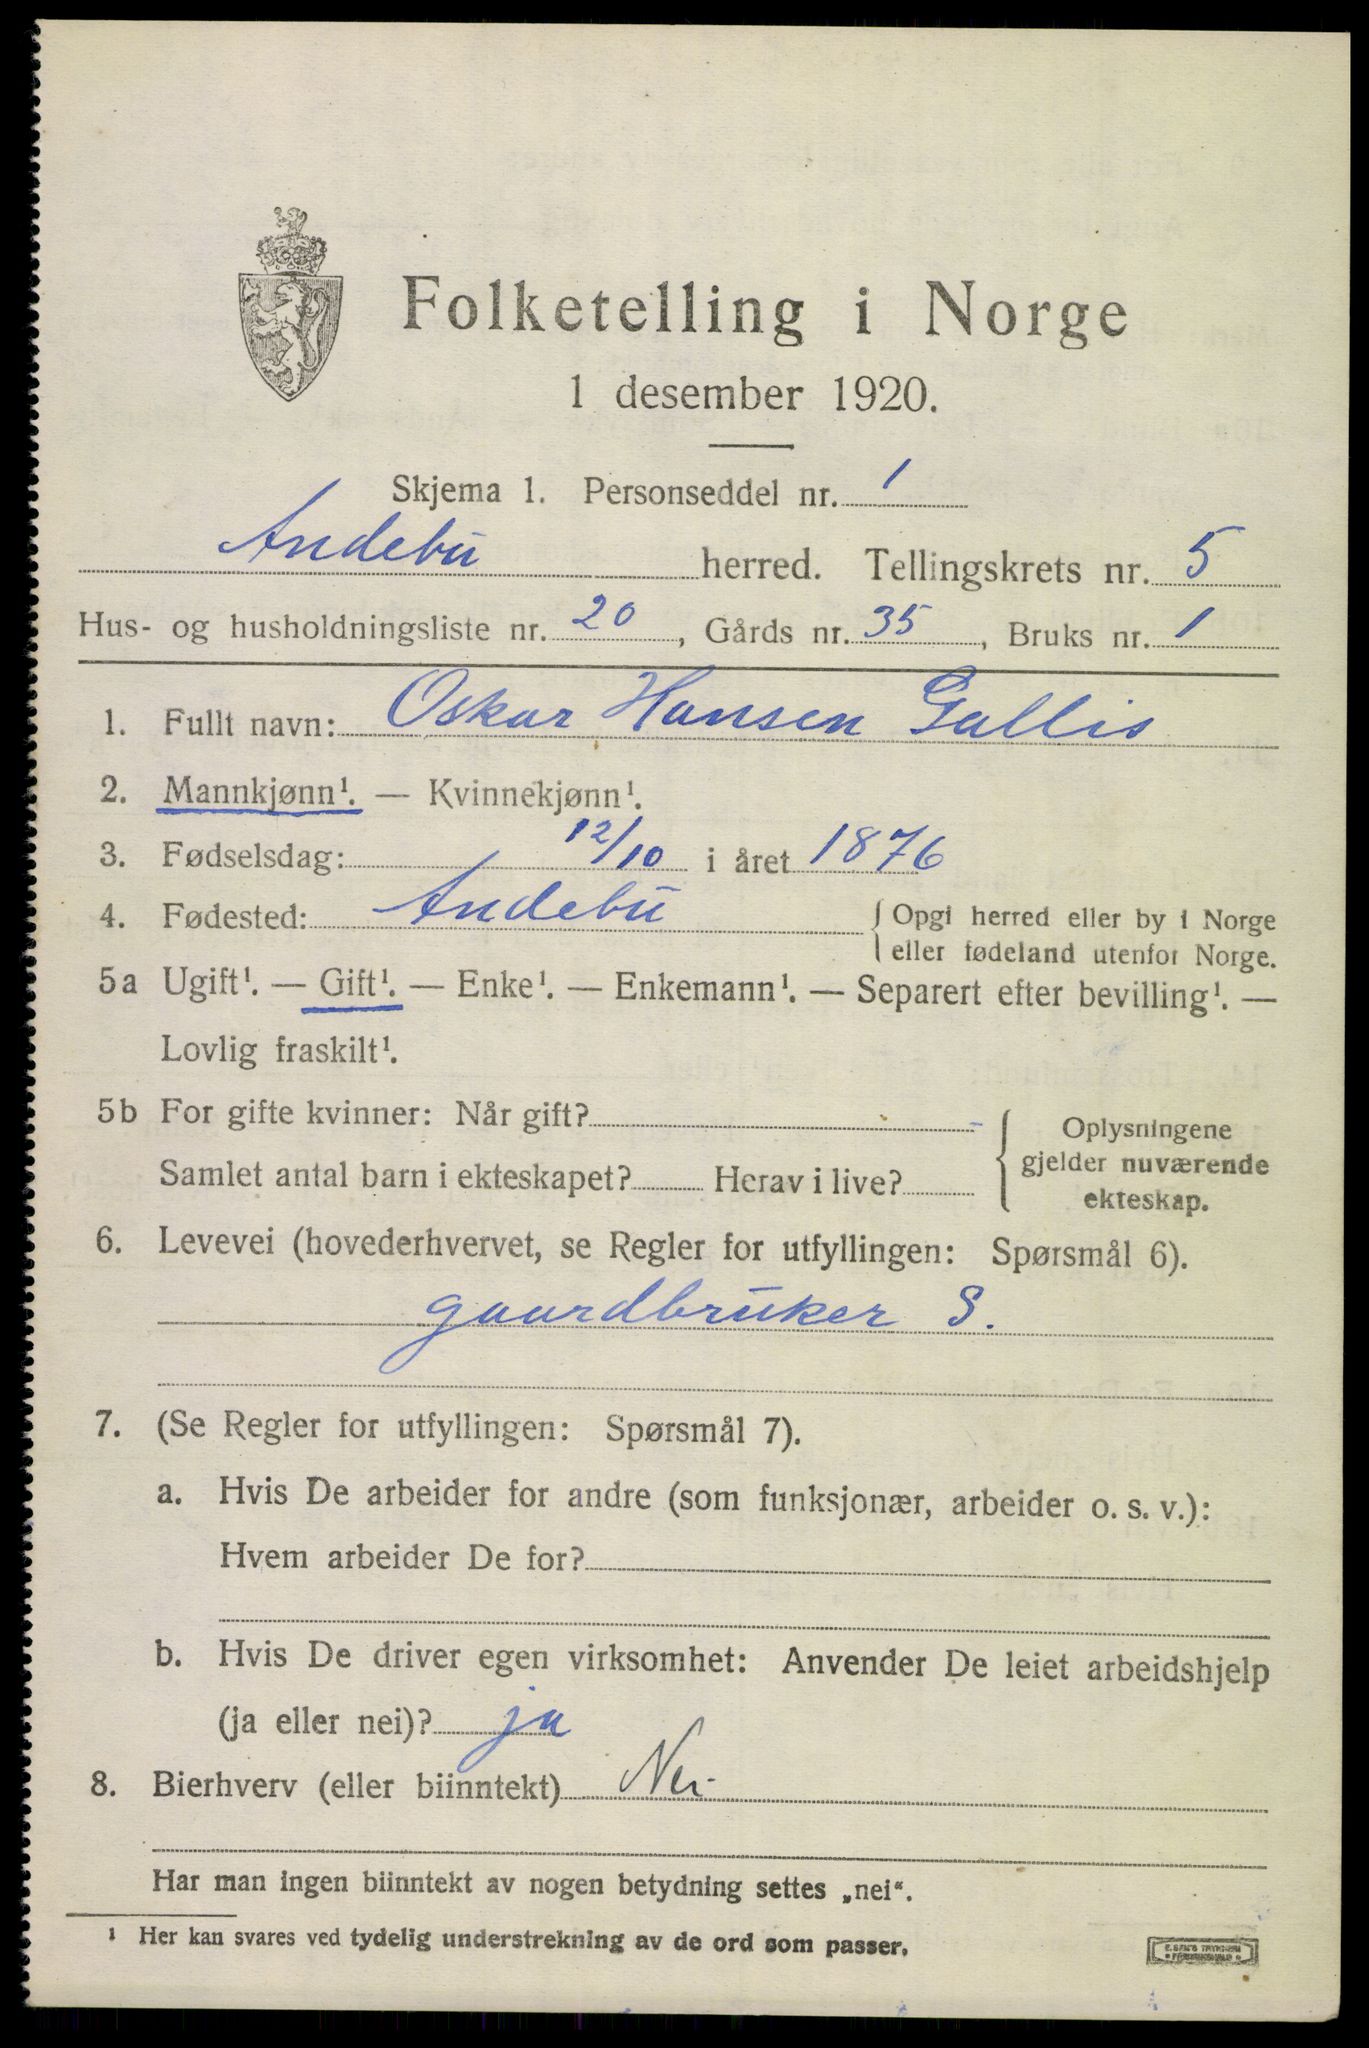 Folketelling i Norge
1 desember 1920.
Skjema 1. Personseddel nr. 1
Andebu herred. Tellingskrets nr. 5
Hus- og husholdningsliste nr. 20, Gårds nr. 35, Bruks nr. 1
1. Fullt navn: Oskar Hansen Gallis
2. Mannkjønn¹. — Kvinnekjønn¹.
3. Fødselsdag: 12/10 i året 1876
4. Fødested: Andebu { Opgi herred eller by i Norge
eller fødeland utenfor Norge.
5a Ugift¹. — Gift¹. — Enke¹. — Enkemann¹. — Separert efter bevilling¹. —
Lovlig fraskilt¹.
5b For gifte kvinner: Når gift? -
Samlet antal barn i ekteskapet? Herav i live?
{ Oplysningene
gjelder nuværende
ekteskap.
6. Levevei (hovederhvervet, se Regler for utfyllingen: Spørsmål 6).
gaardbruker S.
7. (Se Regler for utfyllingen: Spørsmål 7).
a. Hvis De arbeider for andre (som funksjonær, arbeider o. s. v.):
Hvem arbeider De for?
b. Hvis De driver egen virksomhet: Anvender De leiet arbeidshjelp
(ja eller nei)? ja
8. Bierhverv (eller biinntekt) Nei
Har man ingen biinntekt av nogen betydning settes „nei“.
¹ Her kan svares ved tydelig understrekning av de ord som passer.